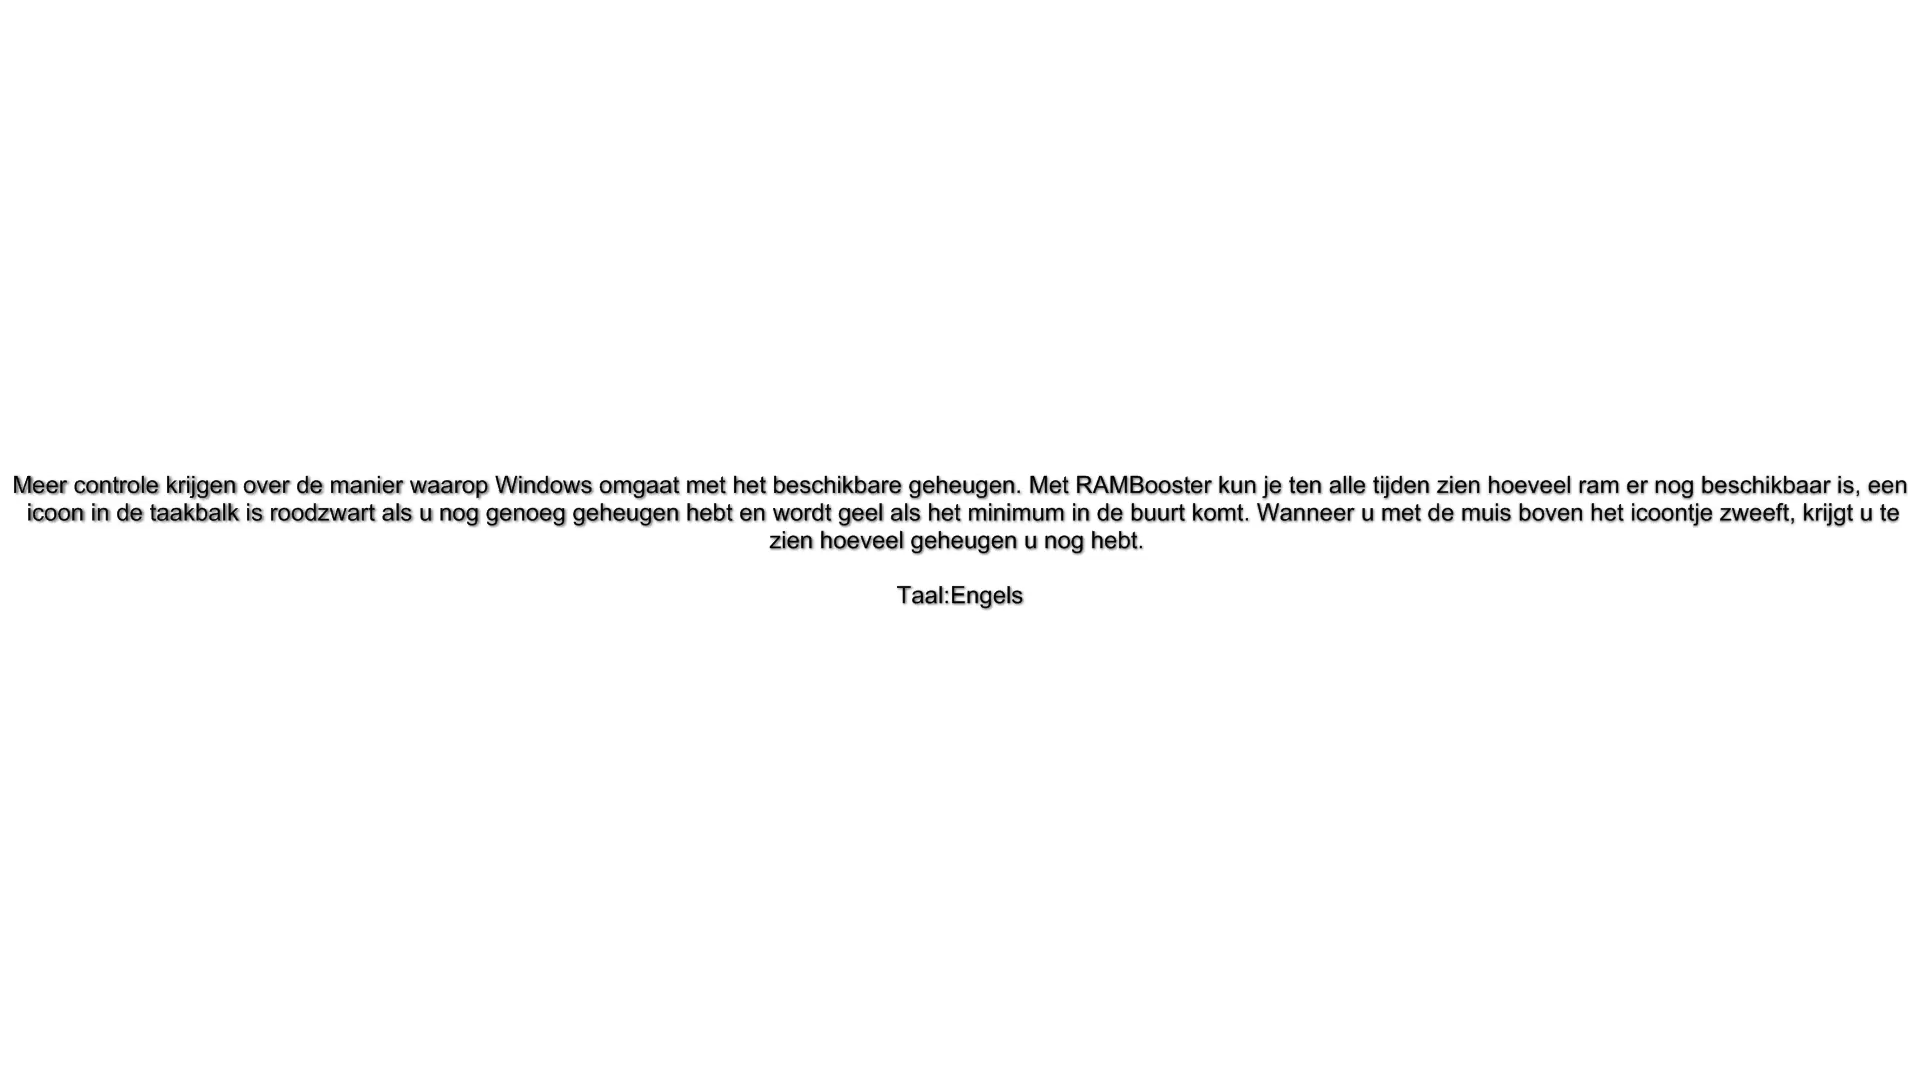 Meer controle krijgen over de manier waarop Windows omgaat met het beschikbare geheugen. Met RAMBooster kun je ten alle tijden zien hoeveel ram er nog beschikbaar is, een
icoon in de taakbalk is roodzwart als u nog genoeg geheugen hebt en wordt geel als het minimum in de buurt komt. Wanneer u met de muis boven het icoontje zweeft, krijgt u te
zien hoeveel geheugen u nog hebt.
Taal:Engels